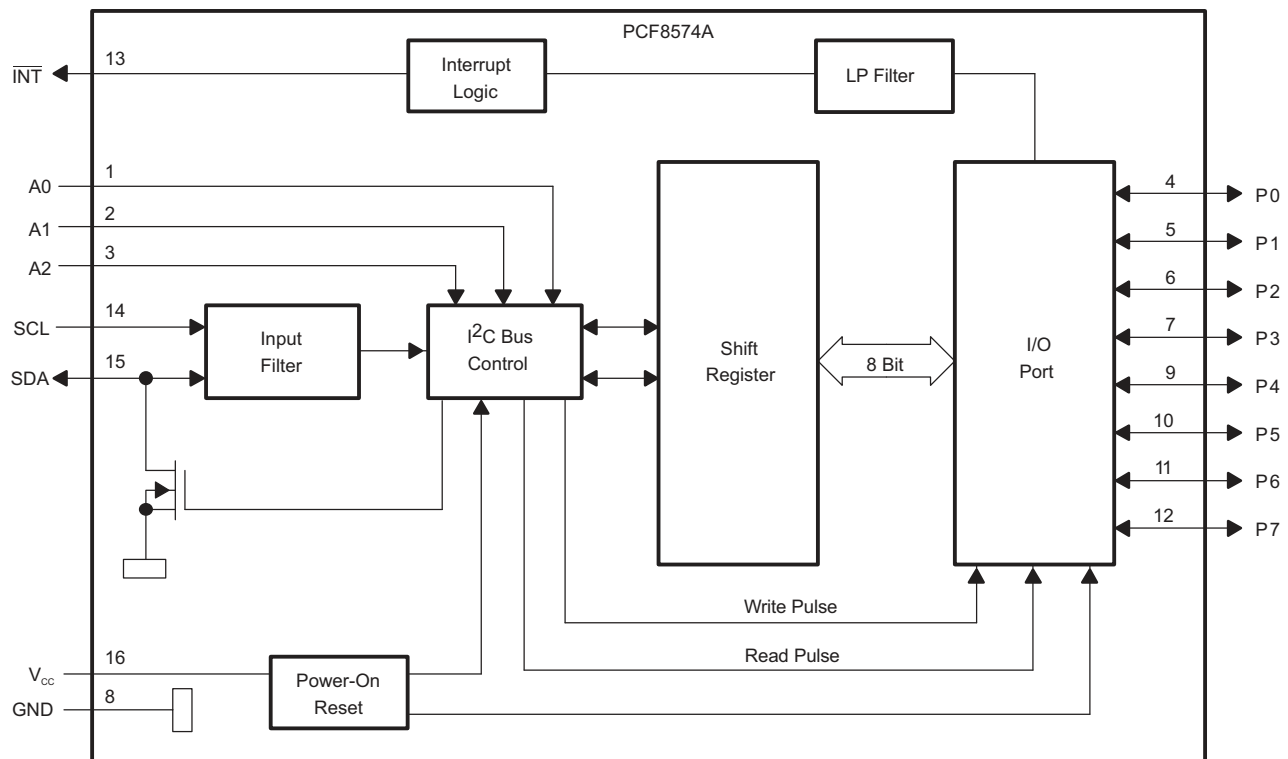 PCF8574A
INT
13
Interrupt
Logic
LP Filter
A0
1
A1
2
A2
3
SCL
14
SDA
15
Input
Filter
I2C Bus
Control
Shift
Register
8 Bit
I/O
Port
4
P0
5
P1
6
P2
7
P3
9
P4
10
P5
11
P6
12
P7
Write Pulse
Read Pulse
VCC
16
GND
8
Power-On
Reset